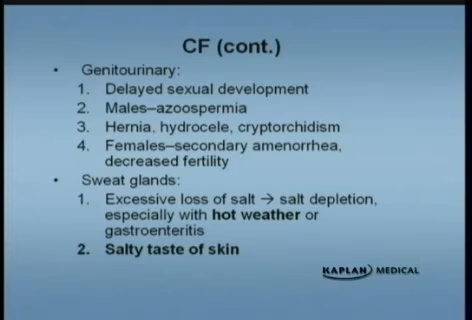 CF (cont.)
• Genitourinary:
1. Delayed sexual development
2. Males–azoospermia
3. Hernia, hydrocele, cryptorchidism
4. Females–secondary amenorrhea,
decreased fertility
• Sweat glands:
1. Excessive loss of salt → salt depletion,
especially with hot weather or
gastroenteritis
2. Salty taste of skin
KAPLAN MEDICAL